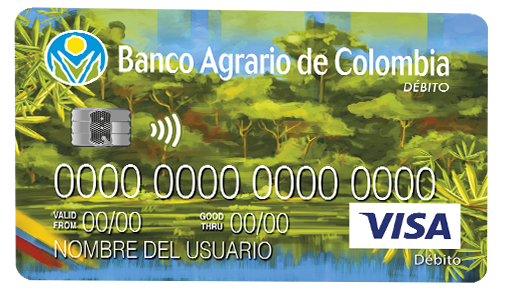 Banco Agrario de Colombia
DÉBITO
0000 0000 0000 0000
VALID FROM 00/00 GOOD THRU 00/00
NOMBRE DEL USUARIO
VISA
Débito